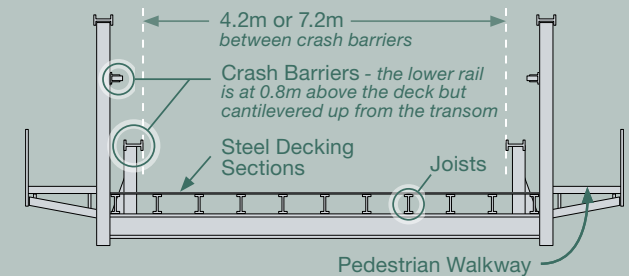 4.2m or 7.2m
between crash barriers
Crash Barriers - the lower rail
is at 0.8m above the deck but
cantilevered up from the transom
Steel Decking
Sections
Joists
Pedestrian Walkway